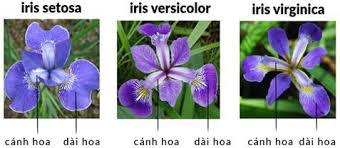 iris setosa
iris versicolor
iris virginica
cánh hoa
dài hoa
cánh hoa
dài hoa
cánh hoa
dài hoa